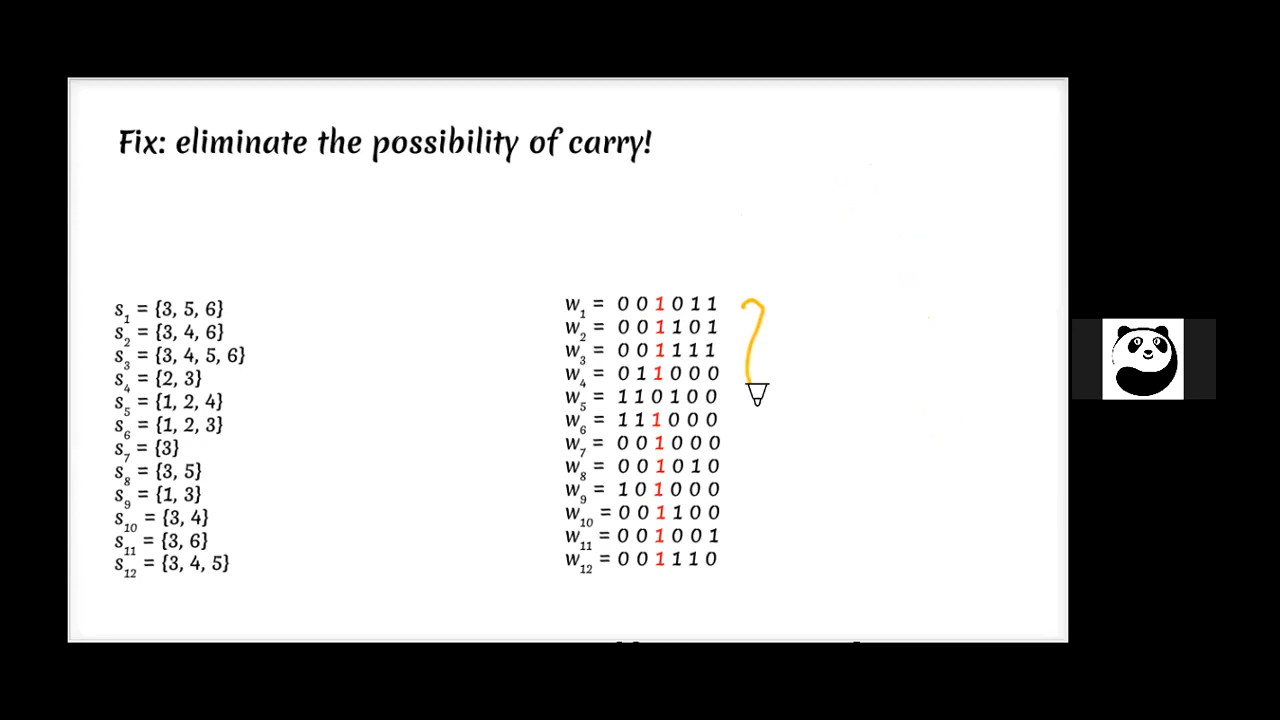 Fix: eliminate the possibility of carry!
s1 = {3, 5, 6}
s2 = {3, 4, 6}
s3 = {3, 4, 5, 6}
s4 = {2, 3}
s5 = {1, 2, 4}
s6 = {1, 2, 3}
s7 = {3}
s8 = {3, 5}
s9 = {1, 3}
s10 = {3, 4}
s11 = {3, 6}
s12 = {3, 4, 5}
w1 = 0 0 1 0 1 1
w2 = 0 0 1 1 0 1
w3 = 0 0 1 1 1 1
w4 = 0 1 1 0 0 0
w5 = 1 1 0 1 0 0
w6 = 1 1 1 0 0 0
w7 = 0 0 1 0 0 0
w8 = 0 0 1 0 1 0
w9 = 1 0 1 0 0 0
w10 = 0 0 1 1 0 0
w11 = 0 0 1 0 0 1
w12 = 0 0 1 1 1 0